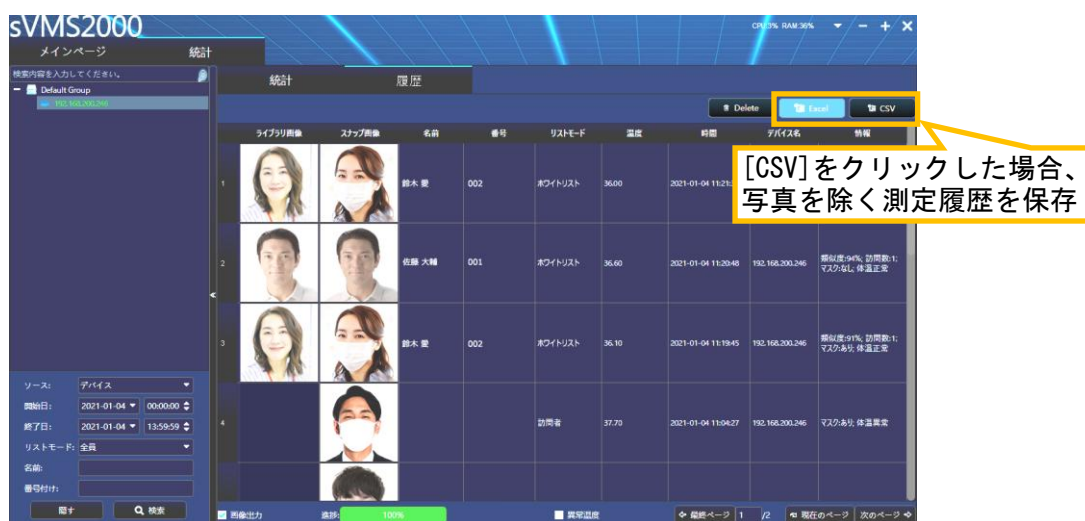 sVMS2000
CPU:3% RAM:36%
メインページ 統計
検索内容を入力してください。
Default Group
192.168.200.246
統計 履歴
Delete Excel CSV
ライブラリ画像 スナップ画像 名前 番号 リストモード 温度 時間 デバイス名 情報
1 鈴木 愛 002 ホワイトリスト 36.00 2021-01-04 11:21:
[CSV]をクリックした場合、
写真を除く測定履歴を保存
2 佐藤 大輔 001 ホワイトリスト 36.60 2021-01-04 11:20:48 192.168.200.246 類似度:94%; 訪問数:1;
マスク:なし; 体温正常
3 鈴木 愛 002 ホワイトリスト 36.10 2021-01-04 11:19:45 192.168.200.246 類似度:91%; 訪問数:1;
マスク:あり; 体温正常
4 訪問者 37.70 2021-01-04 11:04:27 192.168.200.246 マスク:あり; 体温異常
ソース: デバイス
開始日: 2021-01-04 00:00:00
終了日: 2021-01-04 13:59:59
リストモード: 全員
名前:
番号付け:
隠す 検索
画像出力 進捗: 100% 異常温度 最終ページ 1 /2 現在のページ 次のページ